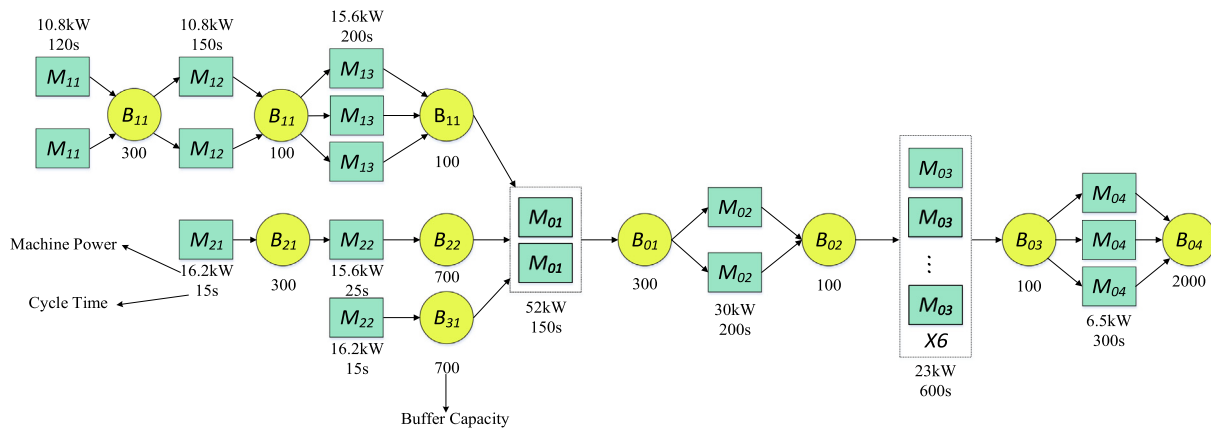 10.8kW
120s
10.8kW
150s
15.6kW
200s
M11
M12
M13
B11
B11
M13
B11
M11
M12
M13
300
100
100
M01
M01
52kW
150s
Machine Power
Cycle Time
M21
16.2kW
15s
B21
300
M22
15.6kW
25s
B22
700
M22
16.2kW
15s
B31
700
Buffer Capacity
B01
300
M02
M02
30kW
200s
B02
100
M03
M03
⋮
M03
X6
23kW
600s
B03
100
M04
M04
M04
6.5kW
300s
B04
2000